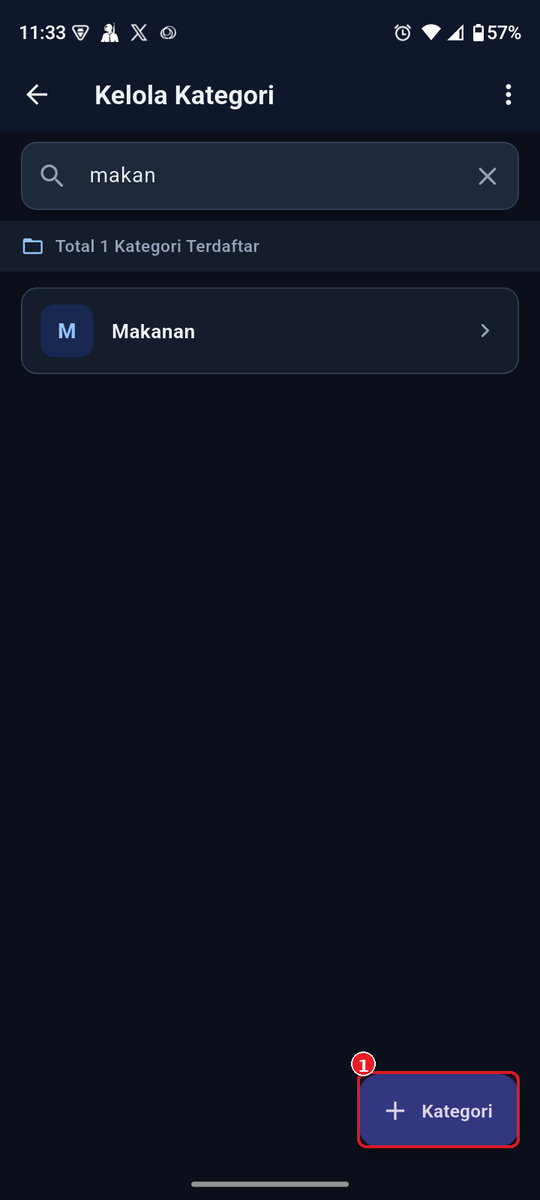 11:33 57%
Kelola Kategori
makan
Total 1 Kategori Terdaftar
M Makanan
1
+ Kategori